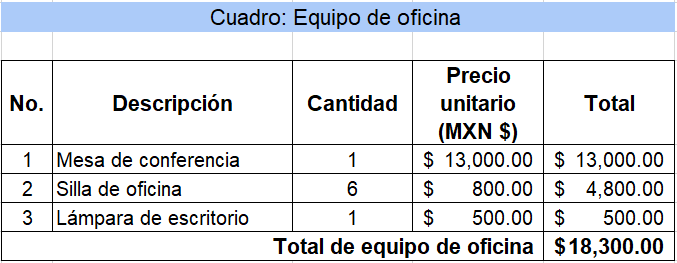 Cuadro: Equipo de oficina
No. Descripción Cantidad Precio unitario (MXN $) Total
1 Mesa de conferencia 1 $ 13,000.00 $ 13,000.00
2 Silla de oficina 6 $ 800.00 $ 4,800.00
3 Lámpara de escritorio 1 $ 500.00 $ 500.00
Total de equipo de oficina $18,300.00